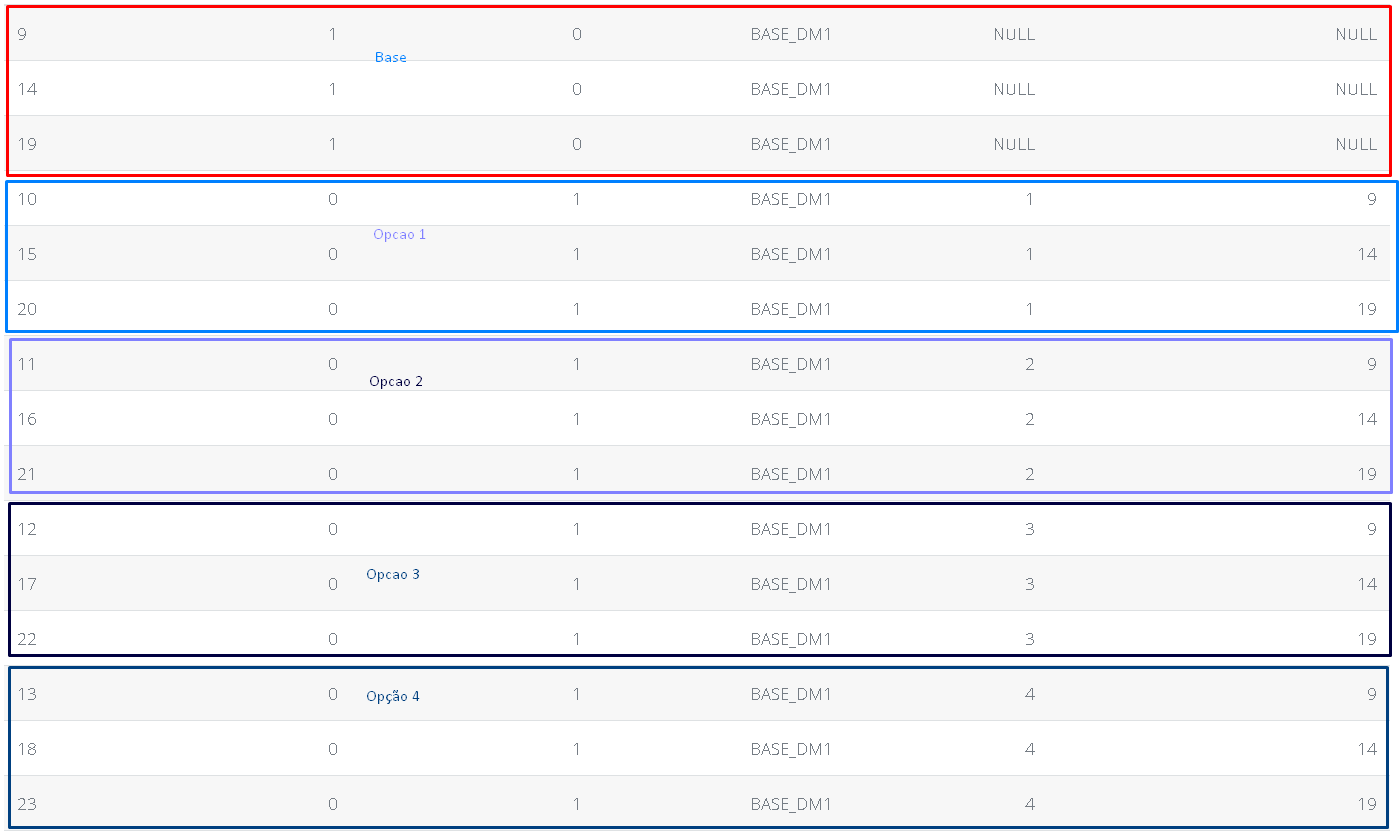 9 1 0 BASE_DM1 NULL NULL
Base
14 1 0 BASE_DM1 NULL NULL
19 1 0 BASE_DM1 NULL NULL
10 0 1 BASE_DM1 1 9
Opcao 1
15 0 1 BASE_DM1 1 14
20 0 1 BASE_DM1 1 19
11 0 1 BASE_DM1 2 9
Opcao 2
16 0 1 BASE_DM1 2 14
21 0 1 BASE_DM1 2 19
12 0 1 BASE_DM1 3 9
Opcao 3
17 0 1 BASE_DM1 3 14
22 0 1 BASE_DM1 3 19
13 0 1 BASE_DM1 4 9
Opção 4
18 0 1 BASE_DM1 4 14
23 0 1 BASE_DM1 4 19